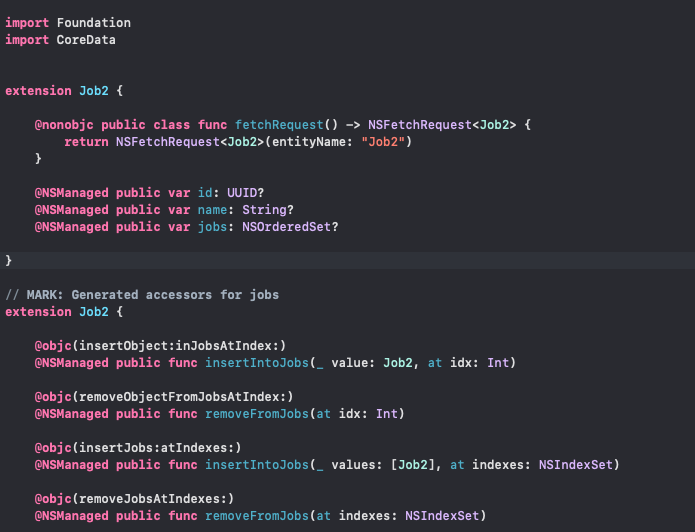 import Foundation
import CoreData
extension Job2 {
@nonobjc public class func fetchRequest() -> NSFetchRequest<Job2> {
return NSFetchRequest<Job2>(entityName: "Job2")
}
@NSManaged public var id: UUID?
@NSManaged public var name: String?
@NSManaged public var jobs: NSOrderedSet?
}
// MARK: Generated accessors for jobs
extension Job2 {
@objc(insertObject:inJobsAtIndex:)
@NSManaged public func insertIntoJobs(_ value: Job2, at idx: Int)
@objc(removeObjectFromJobsAtIndex:)
@NSManaged public func removeFromJobs(at idx: Int)
@objc(insertJobs:atIndexes:)
@NSManaged public func insertIntoJobs(_ values: [Job2], at indexes: NSIndexSet)
@objc(removeJobsAtIndexes:)
@NSManaged public func removeFromJobs(at indexes: NSIndexSet)